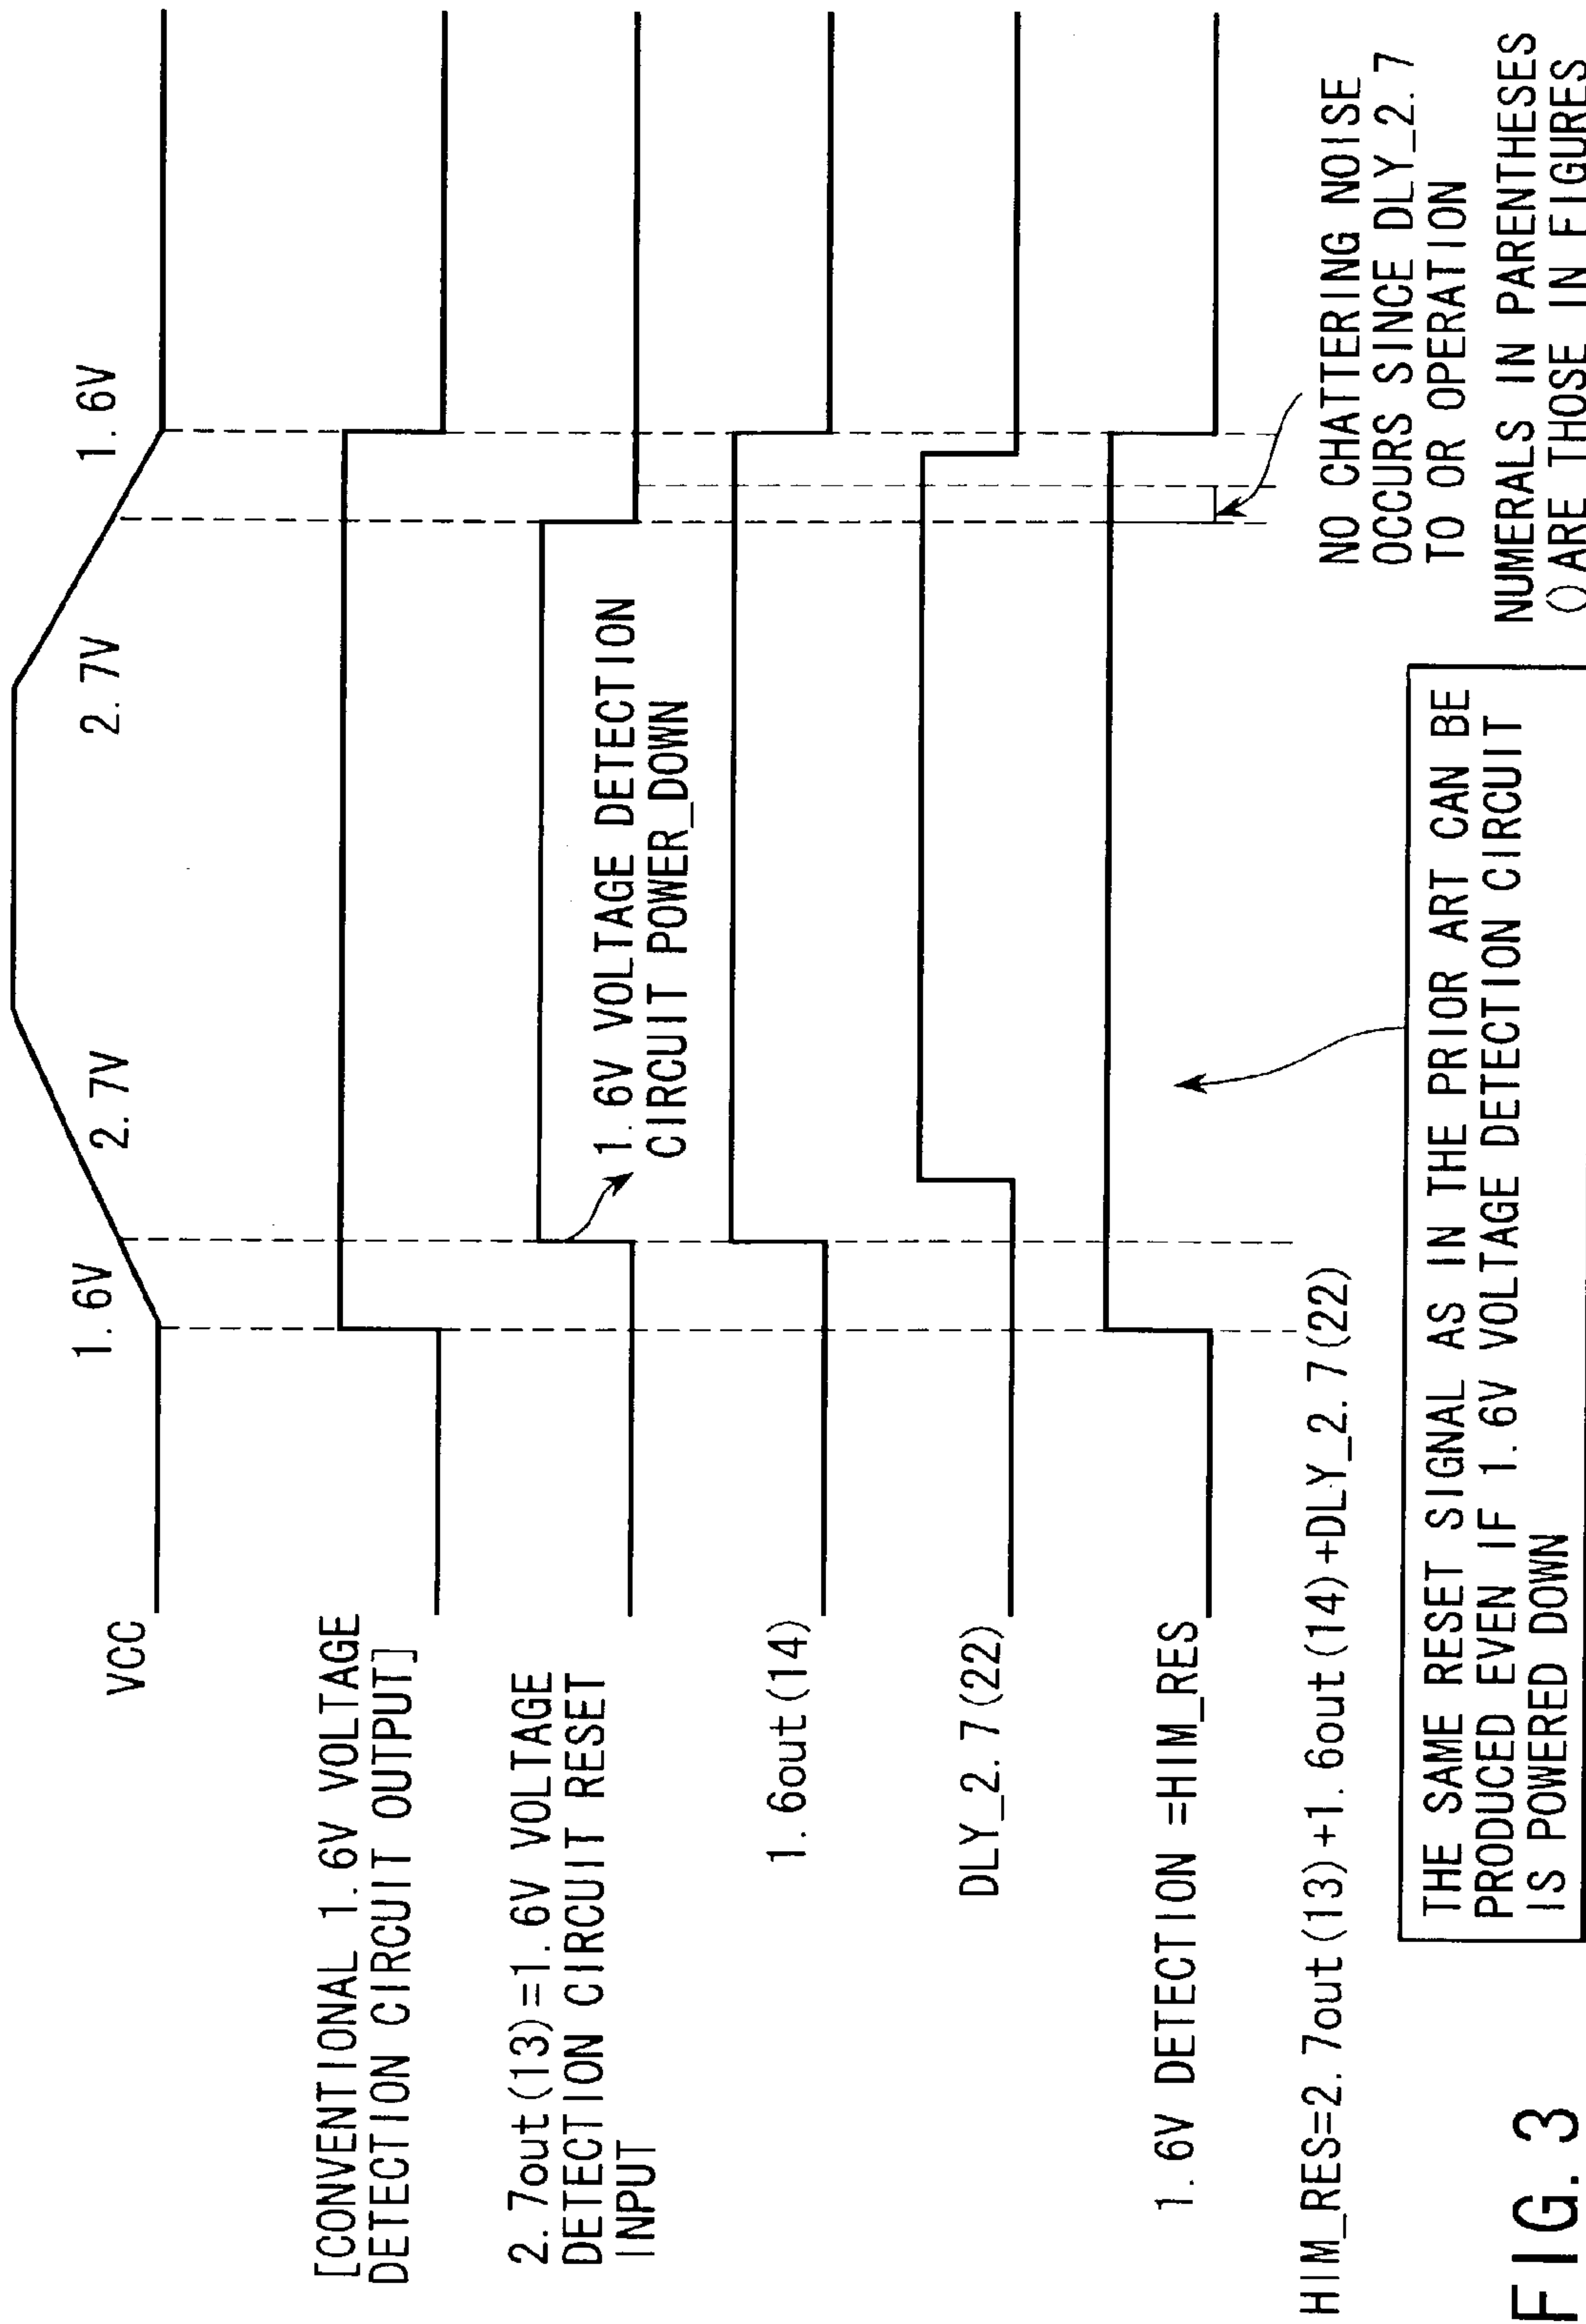 VCC
1.6V
2.7V
2.7V
1.6V
[CONVENTIONAL 1.6V VOLTAGE
DETECTION CIRCUIT OUTPUT]
2.7out(13)=1.6V VOLTAGE
DETECTION CIRCUIT RESET
INPUT
1.6V VOLTAGE DETECTION
CIRCUIT POWER_DOWN
1.6out(14)
DLY_2.7(22)
1.6V DETECTION =HIM_RES
HIM_RES=2.7out(13)+1.6out(14)+DLY_2.7(22)
NO CHATTERING NOISE
OCCURS SINCE DLY_2.7
TO OR OPERATION
THE SAME RESET SIGNAL AS IN THE PRIOR ART CAN BE
PRODUCED EVEN IF 1.6V VOLTAGE DETECTION CIRCUIT
IS POWERED DOWN
NUMERALS IN PARENTHESES
() ARE THOSE IN FIGURES
FIG. 3